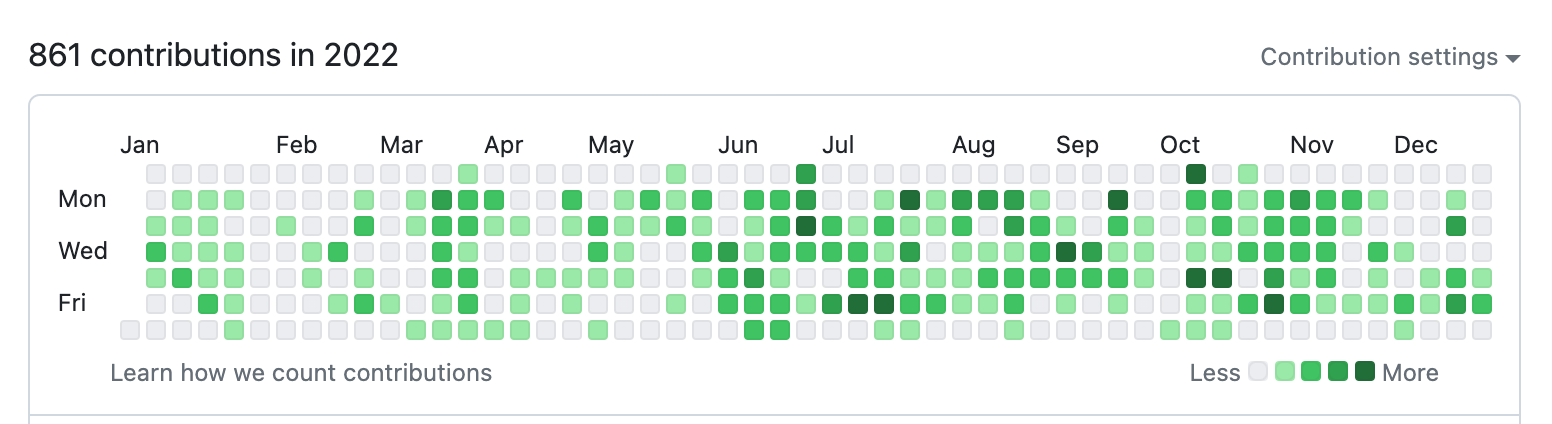 861 contributions in 2022
Contribution settings
Jan Feb Mar Apr May Jun Jul Aug Sep Oct Nov Dec
Mon
Wed
Fri
Learn how we count contributions
Less More